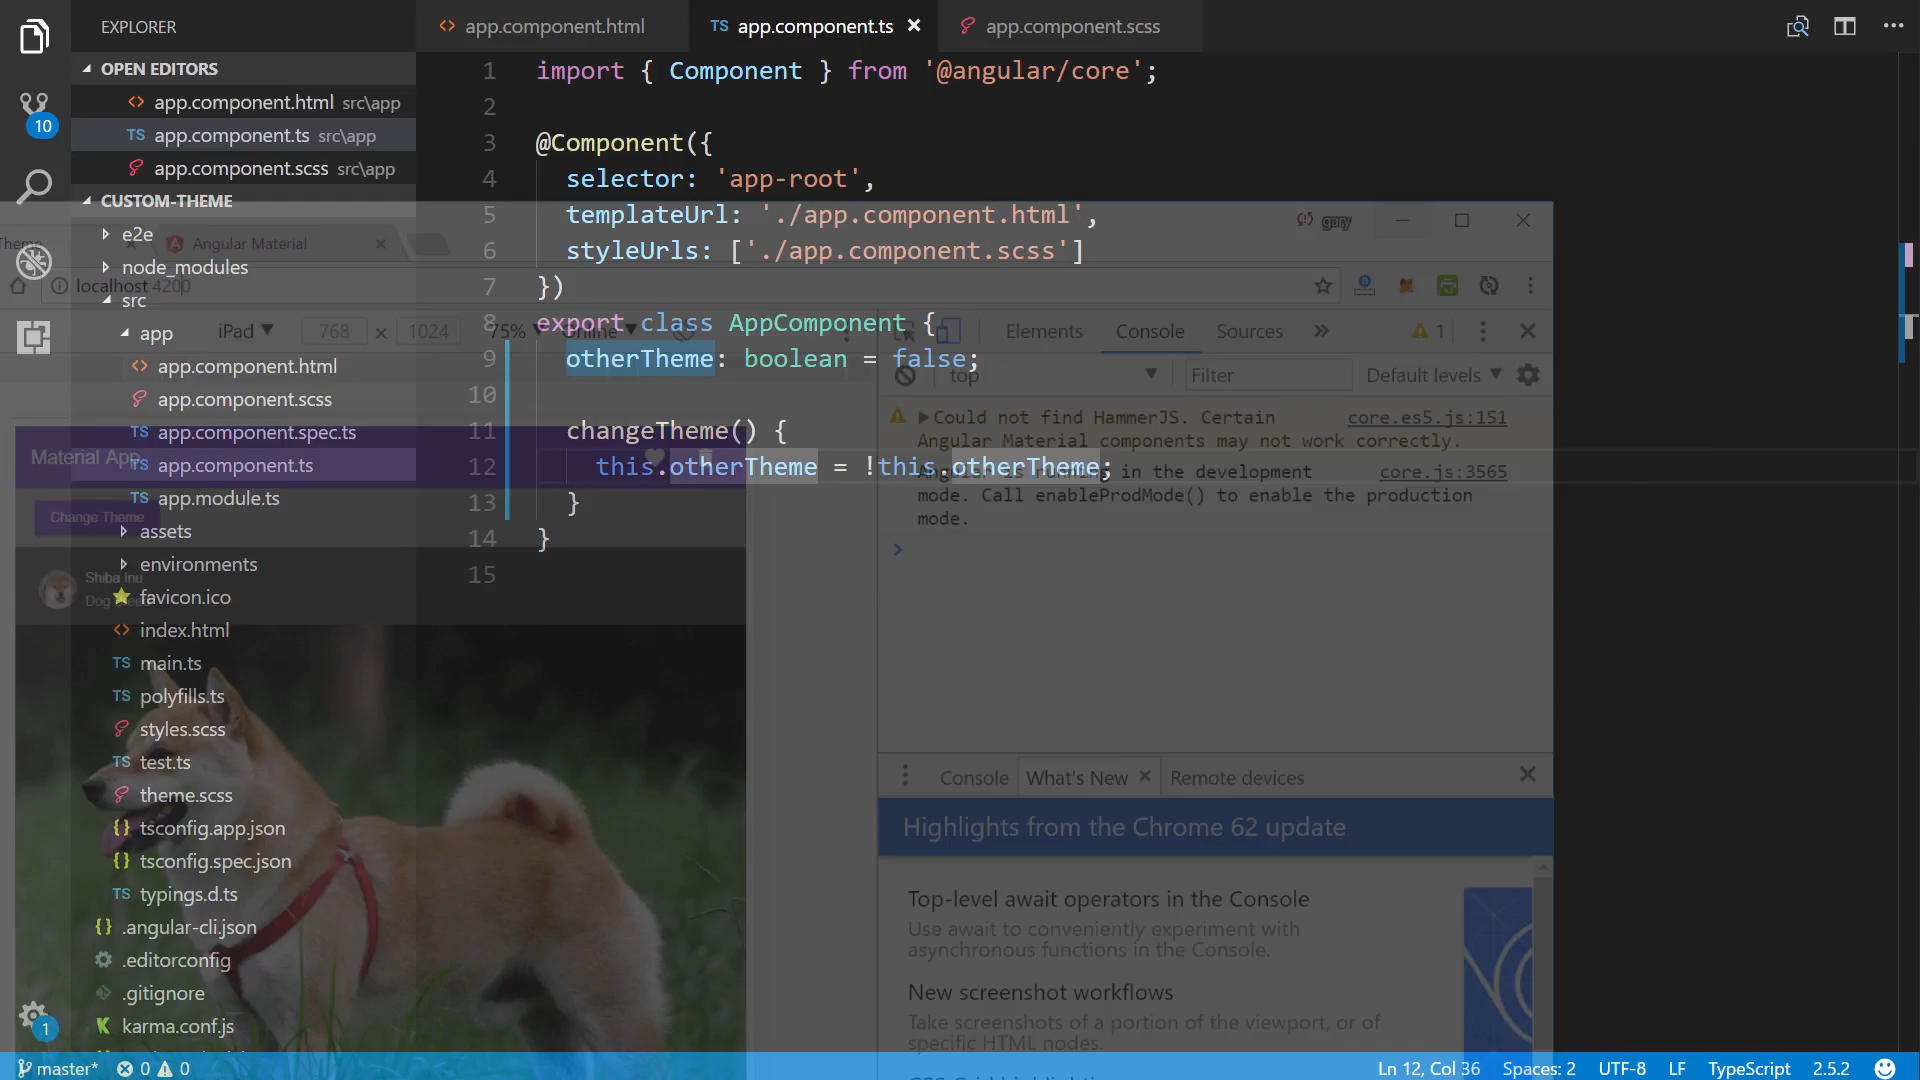 EXPLORER
app.component.html
TS app.component.ts
app.component.scss
OPEN EDITORS
app.component.html src\app
TS app.component.ts src\app
app.component.scss src\app
10
CUSTOM-THEME
e2e
node_modules
src
app
app.component.html
app.component.scss
TS app.component.spec.ts
TS app.component.ts
TS app.module.ts
assets
environments
favicon.ico
index.html
TS main.ts
TS polyfills.ts
styles.scss
TS test.ts
theme.scss
{} tsconfig.app.json
{} tsconfig.spec.json
TS typings.d.ts
{} .angular-cli.json
.editorconfig
.gitignore
K karma.conf.js
1
1 import { Component } from '@angular/core';
2
3 @Component({
4 selector: 'app-root',
5 templateUrl: './app.component.html',
6 styleUrls: ['./app.component.scss']
7 })
8 export class AppComponent {
9 otherTheme: boolean = false;
10
11 changeTheme() {
12 this.otherTheme = !this.otherTheme;
13 }
14 }
15
gary
Theme
Angular Material
localhost:4200
iPad
768 × 1024
75%
Online
Material App
Change Theme
Shiba Inu
Dog Breed
Elements
Console
Sources
1
top
Filter
Default levels
Could not find HammerJS. Certain core.es5.js:151
Angular Material components may not work correctly.
Angular is running in the development core.js:3565
mode. Call enableProdMode() to enable the production
mode.
Console
What's New
Remote devices
Highlights from the Chrome 62 update
Top-level await operators in the Console
Use await to conveniently experiment with
asynchronous functions in the Console.
New screenshot workflows
Take screenshots of a portion of the viewport, or of
specific HTML nodes.
master*
0
0
Ln 12, Col 36
Spaces: 2
UTF-8
LF
TypeScript
2.5.2